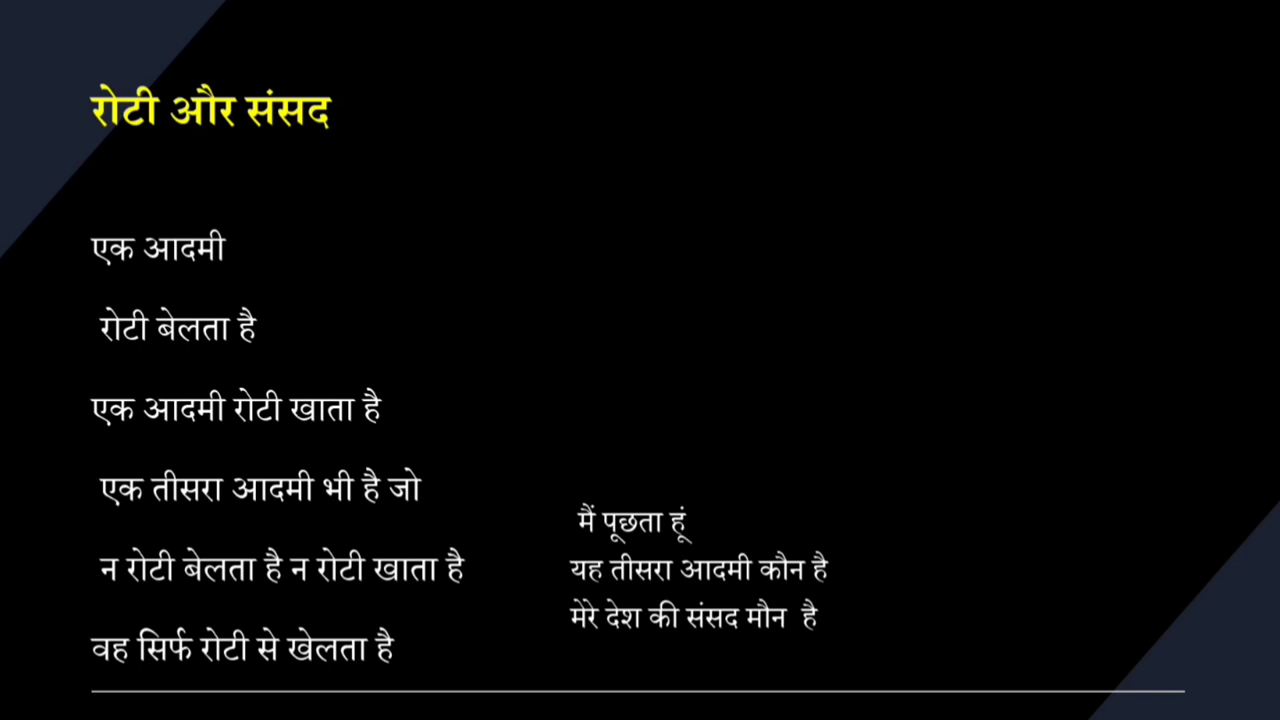 रोटी और संसद
एक आदमी
रोटी बेलता है
एक आदमी रोटी खाता है
एक तीसरा आदमी भी है जो
न रोटी बेलता है न रोटी खाता है
वह सिर्फ रोटी से खेलता है
मैं पूछता हूं
यह तीसरा आदमी कौन है
मेरे देश की संसद मौन है